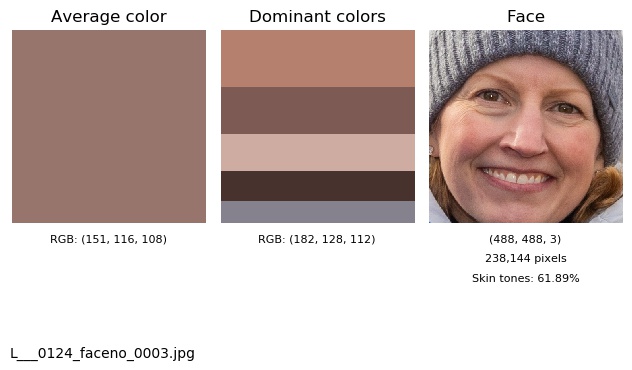 Average color
Dominant colors
Face
RGB: (151, 116, 108)
RGB: (182, 128, 112)
(488, 488, 3)
238,144 pixels
Skin tones: 61.89%
L___0124_faceno_0003.jpg